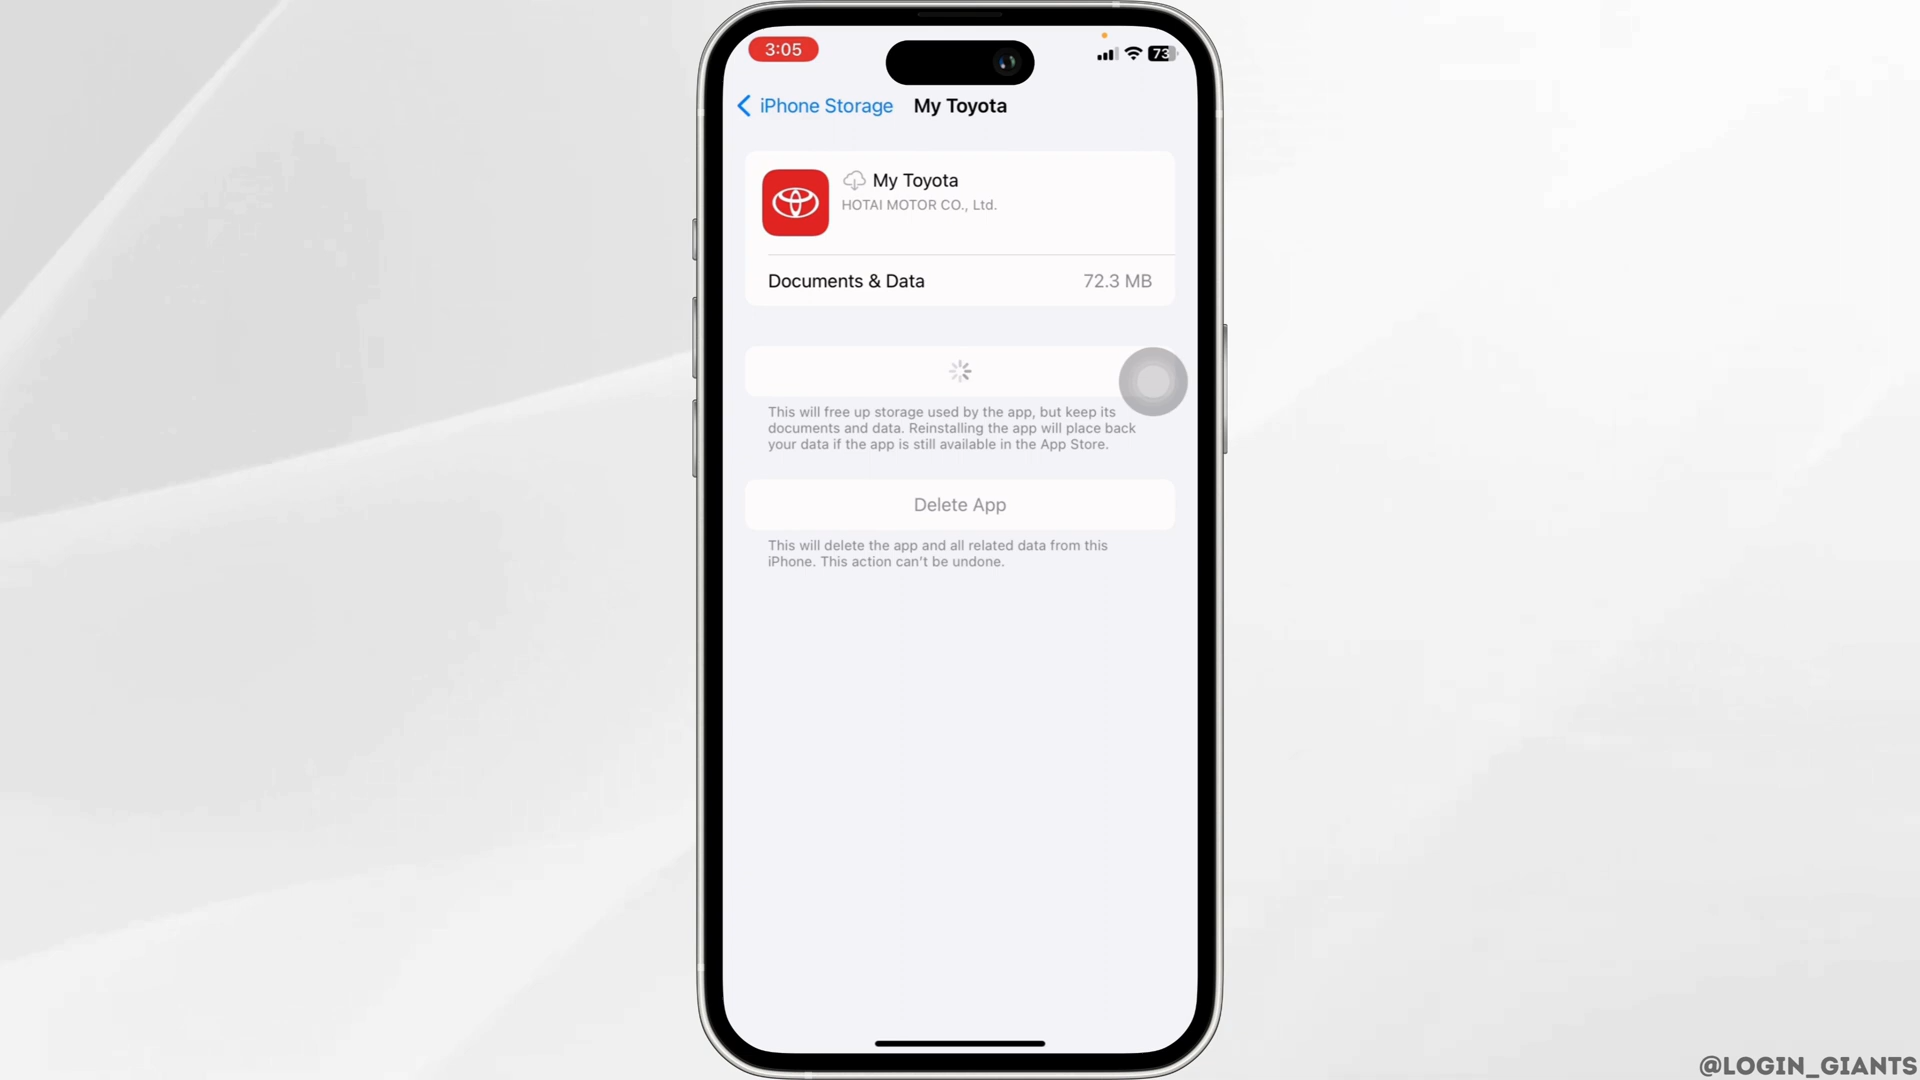 3:05
73
iPhone Storage
My Toyota
My Toyota
HOTAI MOTOR CO., Ltd.
Documents & Data
72.3 MB
This will free up storage used by the app, but keep its
documents and data. Reinstalling the app will place back
your data if the app is still available in the App Store.
Delete App
This will delete the app and all related data from this
iPhone. This action can't be undone.
@LOGIN_GIANTS